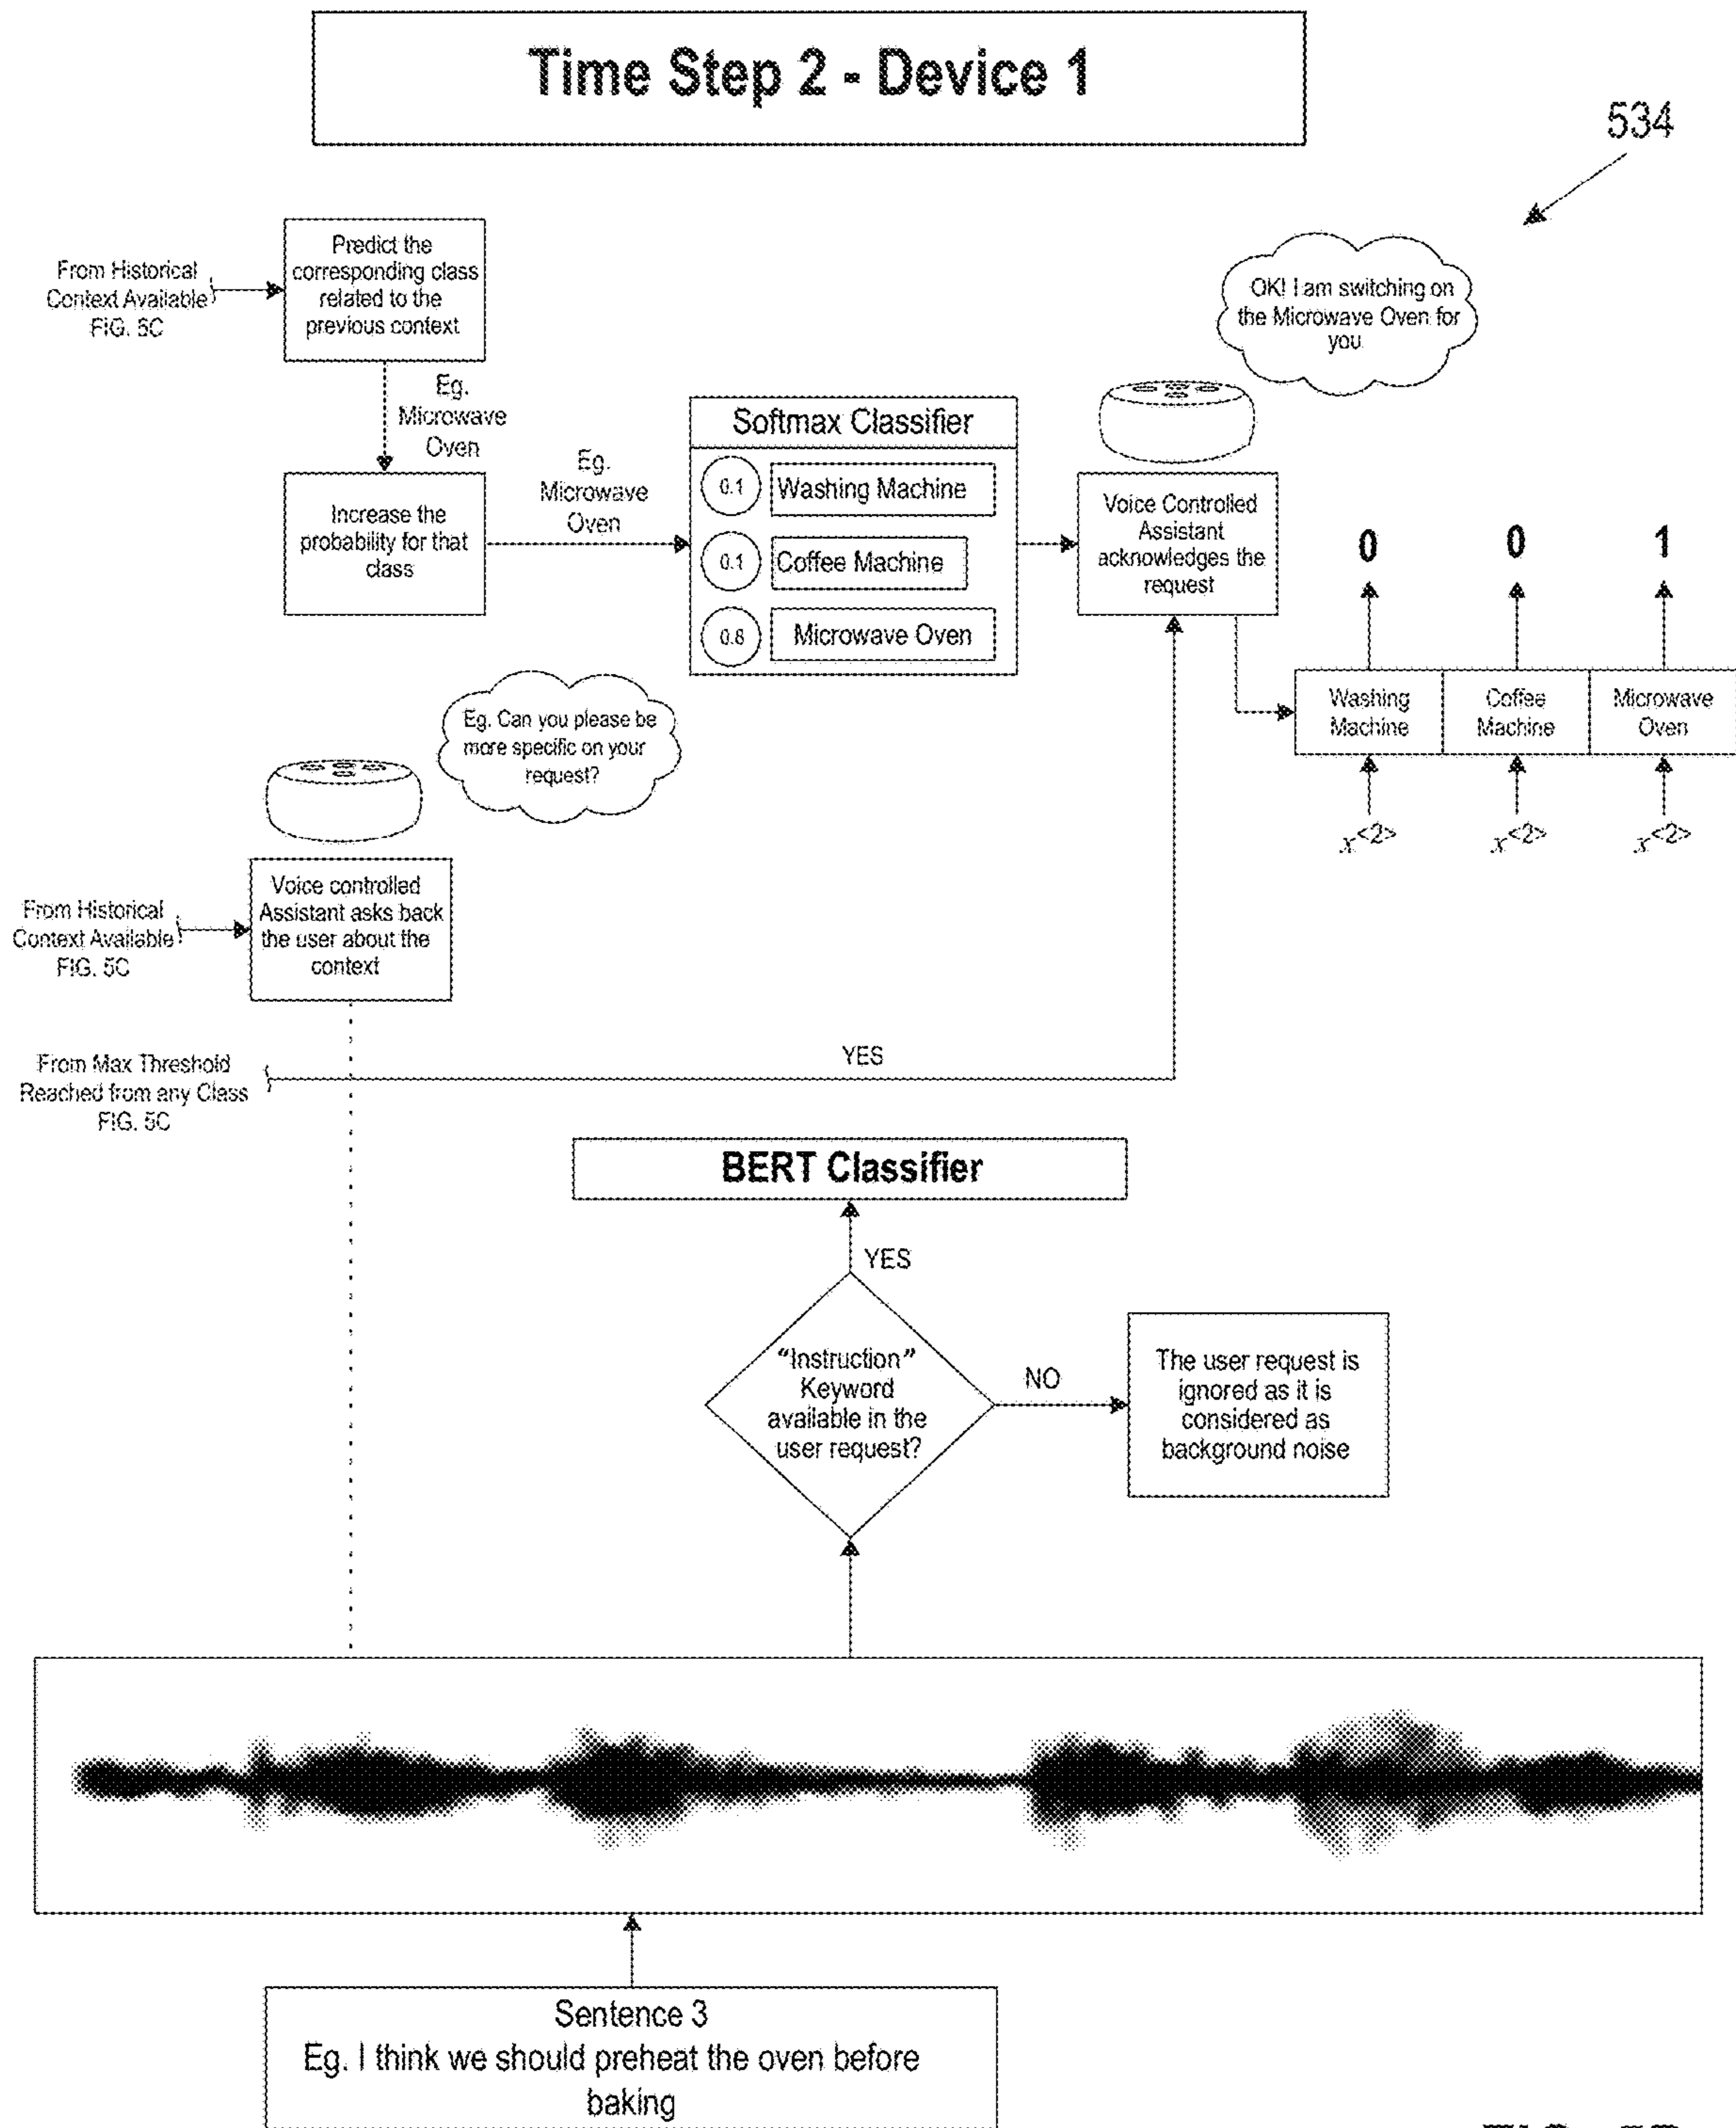 Time Step 2 - Device 1
534
From Historical
Context Available
FIG. 5C
Predict the
corresponding class
related to the
previous context
OK! I am switching on
the Microwave Oven for
you
Eg.
Microwave
Oven
Increase the
probability for that
class
Eg.
Microwave
Oven
Softmax Classifier
0.1 Washing Machine
0.1 Coffee Machine
0.8 Microwave Oven
Voice Controlled
Assistant
acknowledges the
request
0 0 1
Washing
Machine
Coffee
Machine
Microwave
Oven
x<2> x<2> x<2>
Eg. Can you please be
more specific on your
request?
From Historical
Context Available
FIG. 5C
Voice controlled
Assistant asks back
the user about the
context
From Max Threshold
Reached from any Class
FIG. 5C
YES
BERT Classifier
YES
"Instruction"
Keyword
available in the
user request?
NO
The user request is
ignored as it is
considered as
background noise
Sentence 3
Eg. I think we should preheat the oven before
baking